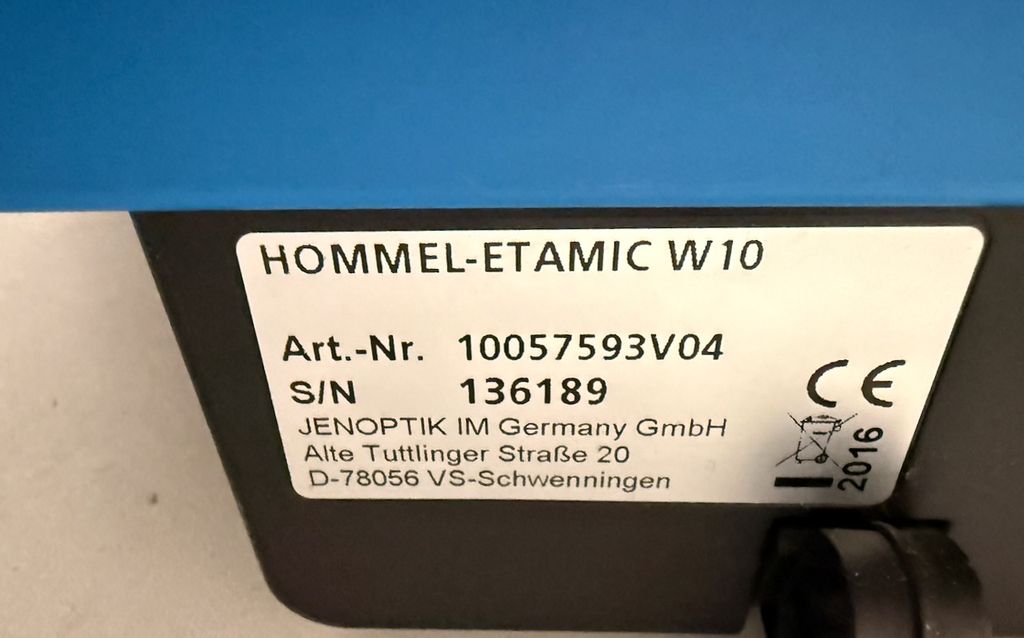 HOMMEL-ETAMIC W10
Art.-Nr. 10057593V04
S/N 136189
JENOPTIK IM Germany GmbH
Alte Tuttlinger Straße 20
D-78056 VS-Schwenningen
CE
2016